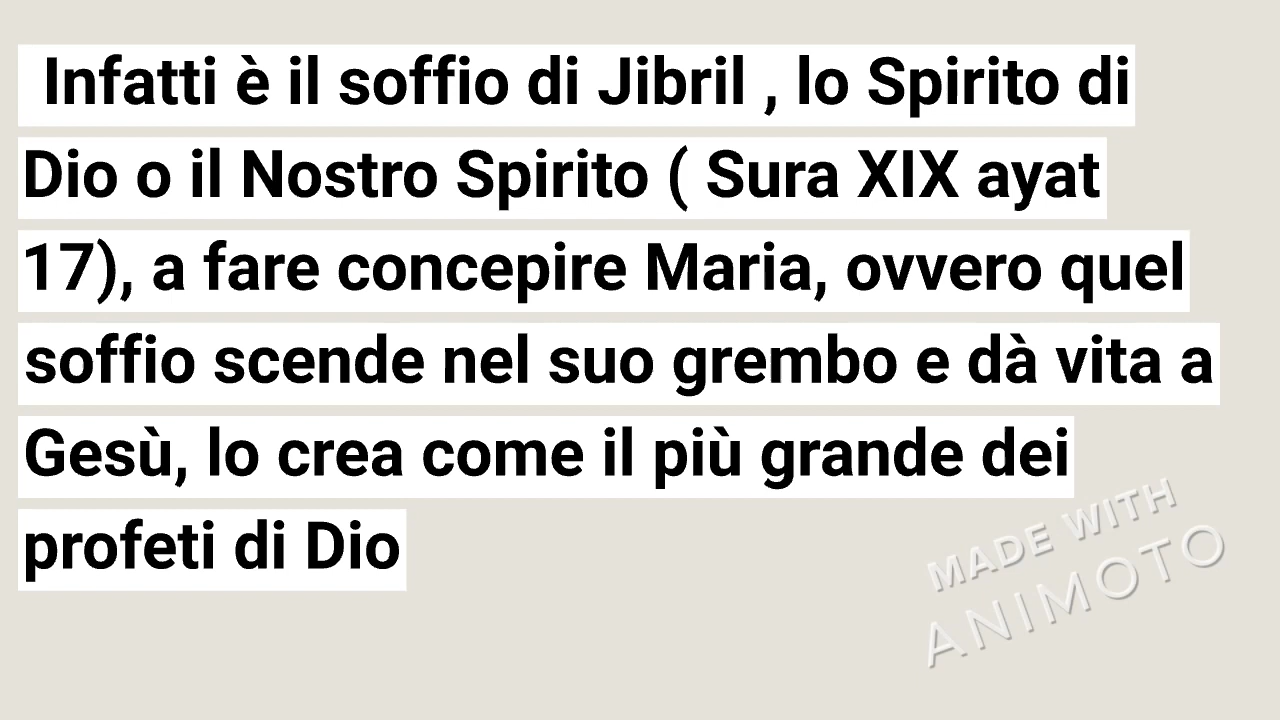 Infatti è il soffio di Jibril , lo Spirito di
Dio o il Nostro Spirito ( Sura XIX ayat
17), a fare concepire Maria, ovvero quel
soffio scende nel suo grembo e dà vita a
Gesù, lo crea come il più grande dei
profeti di Dio
MADE WITH
ANIMOTO